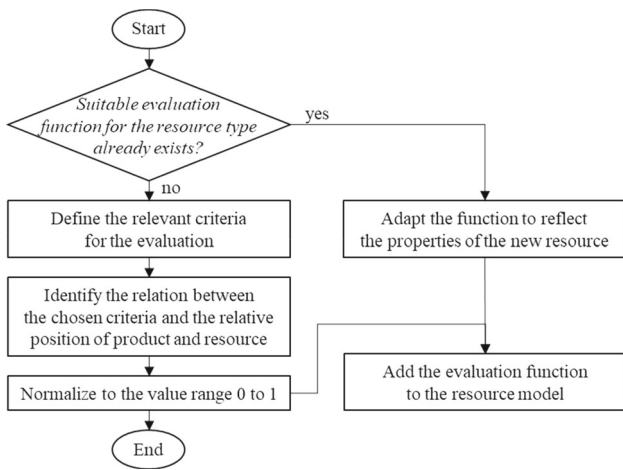 Start
Suitable evaluation
function for the resource type
already exists?
yes
no
Define the relevant criteria
for the evaluation
Adapt the function to reflect
the properties of the new resource
Identify the relation between
the chosen criteria and the relative
position of product and resource
Normalize to the value range 0 to 1
Add the evaluation function
to the resource model
End